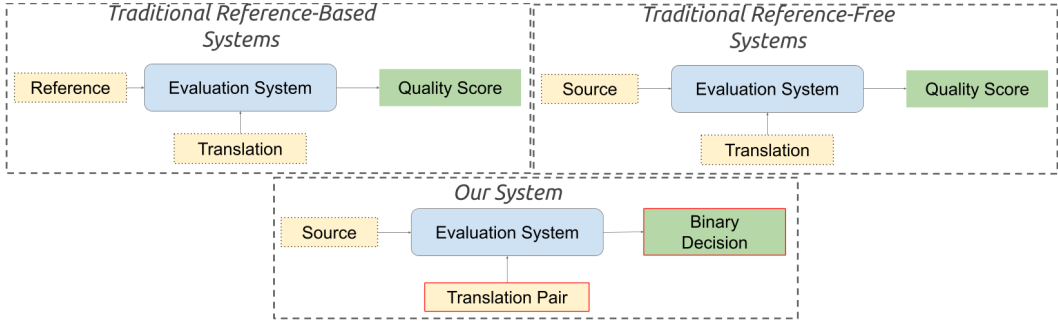 Traditional Reference-Based
Systems
Reference
Evaluation System
Quality Score
Translation
Traditional Reference-Free
Systems
Source
Evaluation System
Quality Score
Translation
Our System
Source
Evaluation System
Binary
Decision
Translation Pair